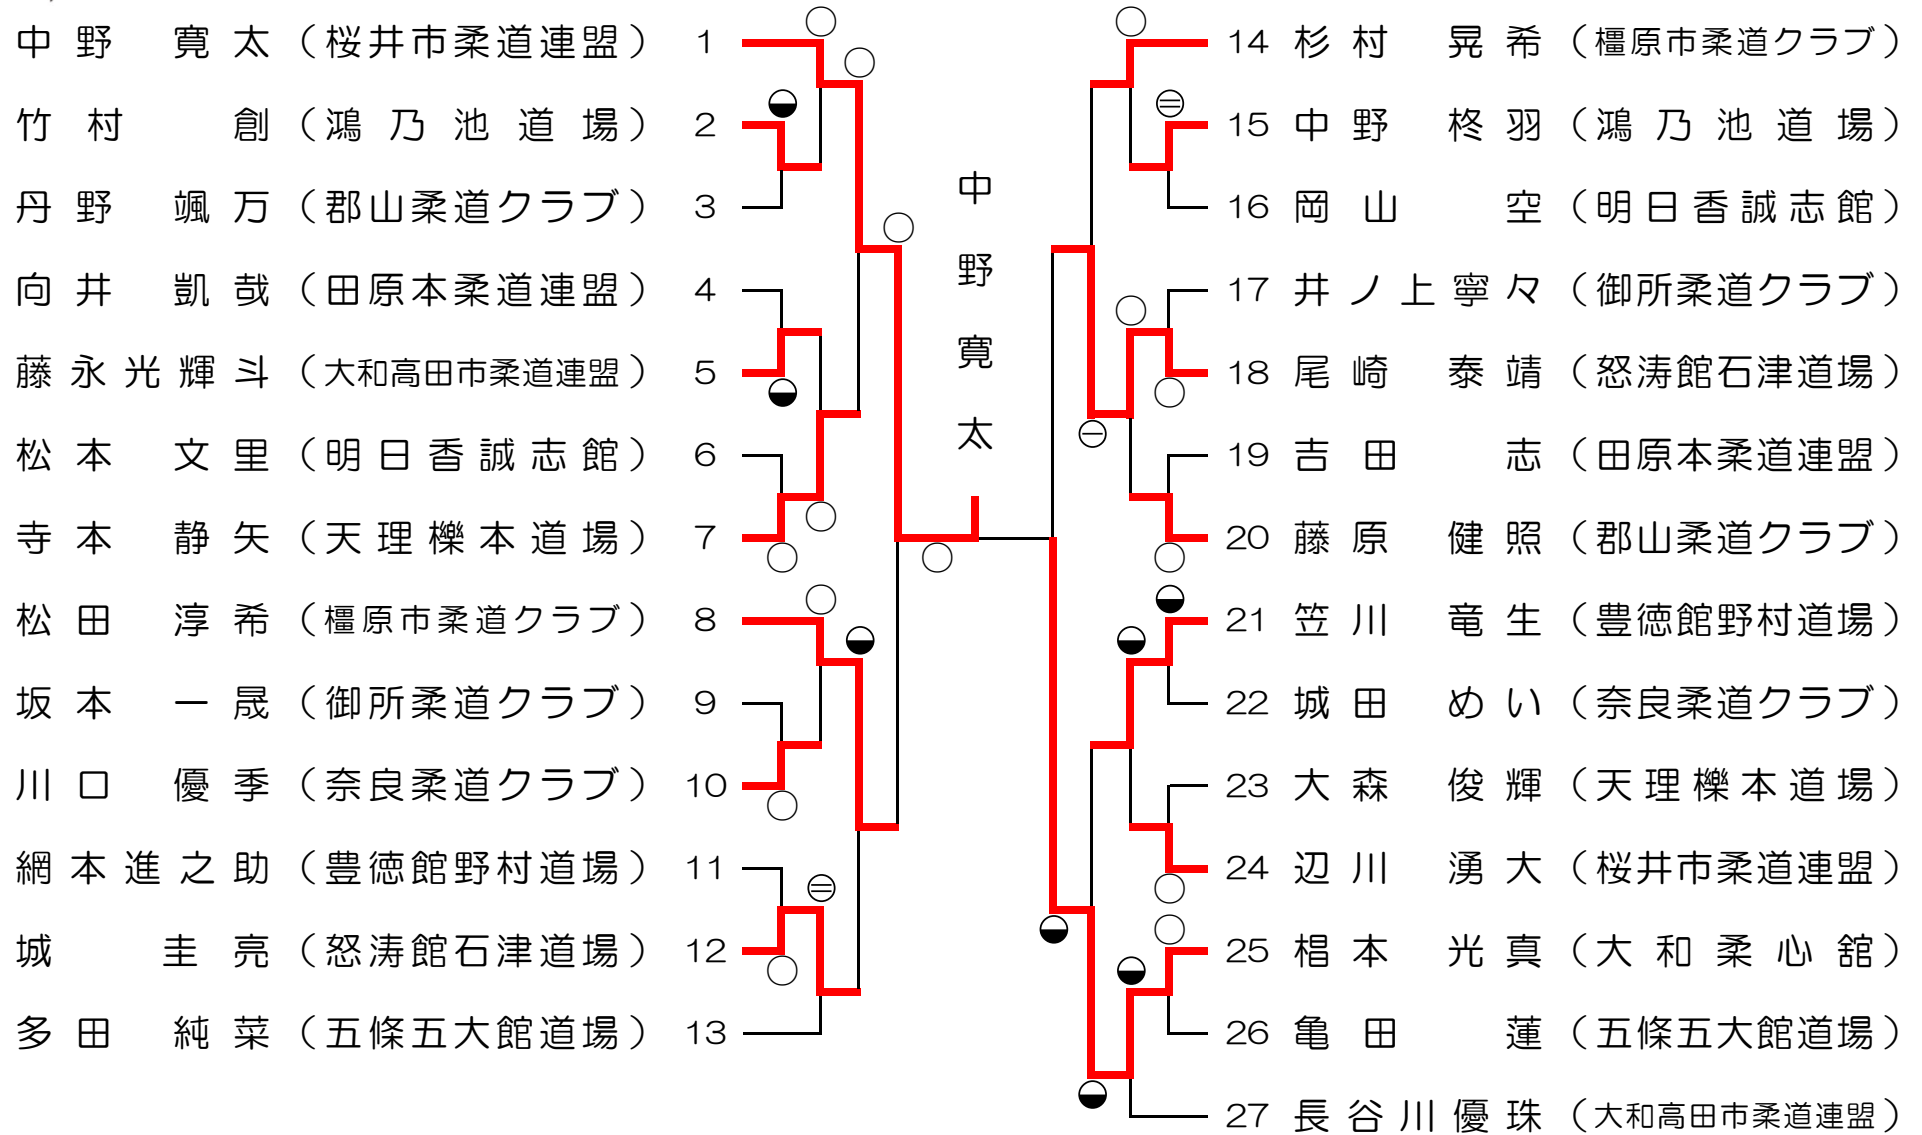 中野 寛太（桜井市柔道連盟） 1
竹村 創（鴻乃池道場） 2
丹野 颯万（郡山柔道クラブ） 3
向井 凱哉（田原本柔道連盟） 4
藤永光輝斗（大和高田市柔道連盟） 5
松本 文里（明日香誠志館） 6
寺本 静矢（天理櫟本道場） 7
松田 淳希（橿原市柔道クラブ） 8
坂本 一晟（御所柔道クラブ） 9
川口 優季（奈良柔道クラブ） 10
網本進之助（豊徳館野村道場） 11
城 圭亮（怒涛館石津道場） 12
多田 純菜（五條五大館道場） 13
中野寛太
14 杉村 晃希（橿原市柔道クラブ）
15 中野 柊羽（鴻乃池道場）
16 岡山 空（明日香誠志館）
17 井ノ上寧々（御所柔道クラブ）
18 尾崎 泰靖（怒涛館石津道場）
19 吉田 志（田原本柔道連盟）
20 藤原 健照（郡山柔道クラブ）
21 笠川 竜生（豊徳館野村道場）
22 城田 めい（奈良柔道クラブ）
23 大森 俊輝（天理櫟本道場）
24 辺川 湧大（桜井市柔道連盟）
25 椙本 光真（大和柔心舘）
26 亀田 蓮（五條五大館道場）
27 長谷川優珠（大和高田市柔道連盟）